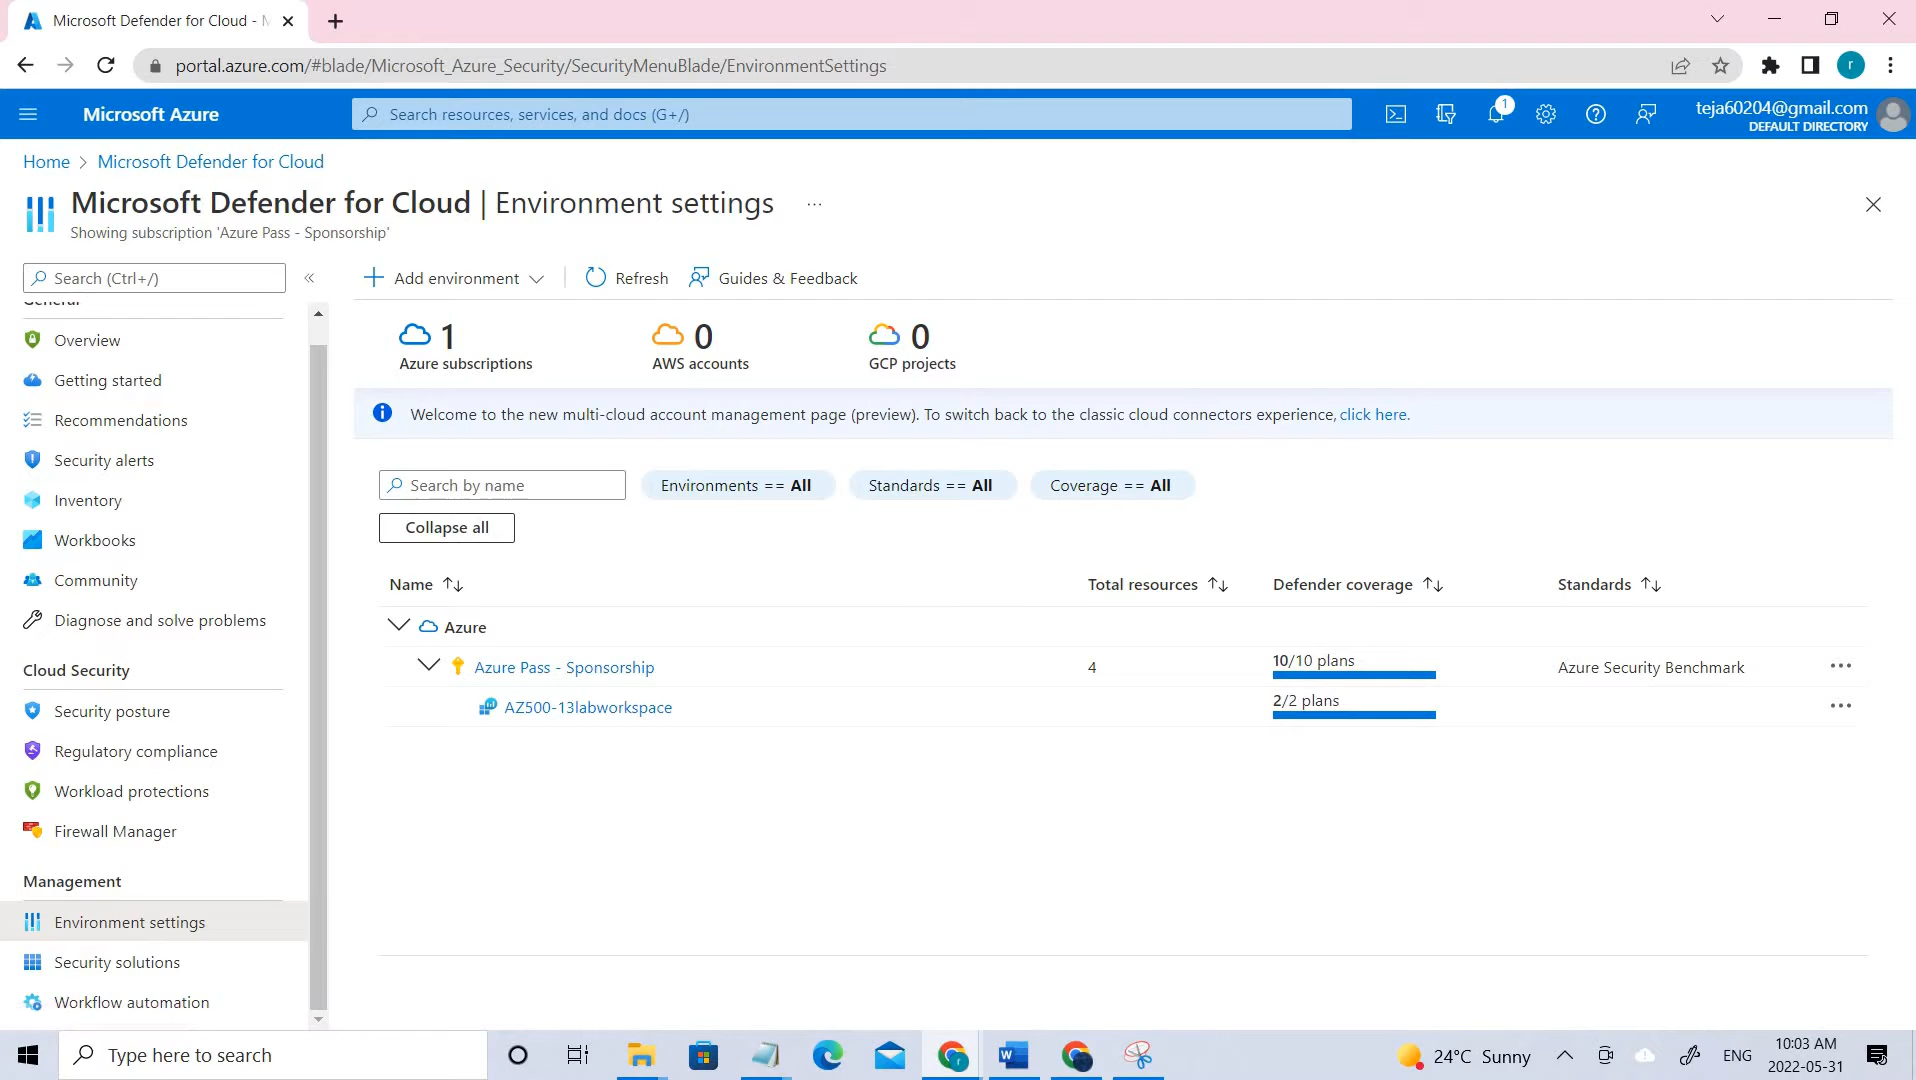 Microsoft Defender for Cloud - M
portal.azure.com/#blade/Microsoft_Azure_Security/SecurityMenuBlade/EnvironmentSettings
r
Microsoft Azure
Search resources, services, and docs (G+/)
1
teja60204@gmail.com
DEFAULT DIRECTORY
Home > Microsoft Defender for Cloud
Microsoft Defender for Cloud | Environment settings ...
Showing subscription 'Azure Pass - Sponsorship'
Search (Ctrl+/)
«
General
Overview
Getting started
Recommendations
Security alerts
Inventory
Workbooks
Community
Diagnose and solve problems
Cloud Security
Security posture
Regulatory compliance
Workload protections
Firewall Manager
Management
Environment settings
Security solutions
Workflow automation
Add environment
Refresh
Guides & Feedback
1
Azure subscriptions
0
AWS accounts
0
GCP projects
Welcome to the new multi-cloud account management page (preview). To switch back to the classic cloud connectors experience, click here.
Search by name
Environments == All
Standards == All
Coverage == All
Collapse all
Name Total resources Defender coverage Standards
Azure
Azure Pass - Sponsorship 4 10/10 plans Azure Security Benchmark ...
AZ500-13labworkspace 2/2 plans ...
Type here to search
24°C Sunny
ENG
10:03 AM
2022-05-31